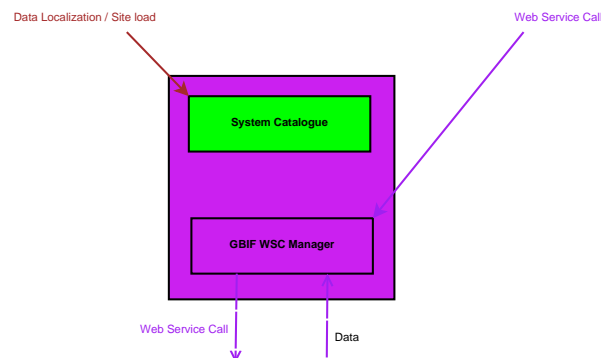 Data Localization / Site load
Web Service Call
System Catalogue
GBIF WSC Manager
Web Service Call
Data